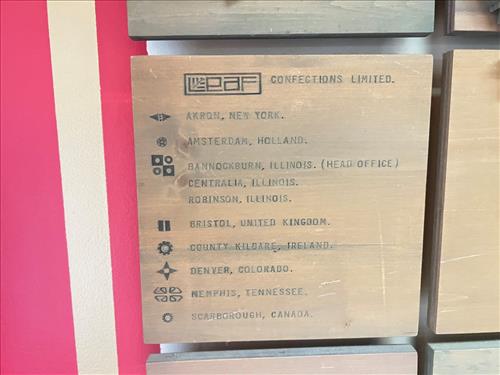 Leaf CONFECTIONS LIMITED.
AKRON, NEW YORK.
AMSTERDAM, HOLLAND.
BANNOCKBURN, ILLINOIS. (HEAD OFFICE)
CENTRALIA, ILLINOIS.
ROBINSON, ILLINOIS.
BRISTOL, UNITED KINGDOM.
COUNTY KILDARE, IRELAND.
DENVER, COLORADO.
MEMPHIS, TENNESSEE.
SCARBOROUGH, CANADA.